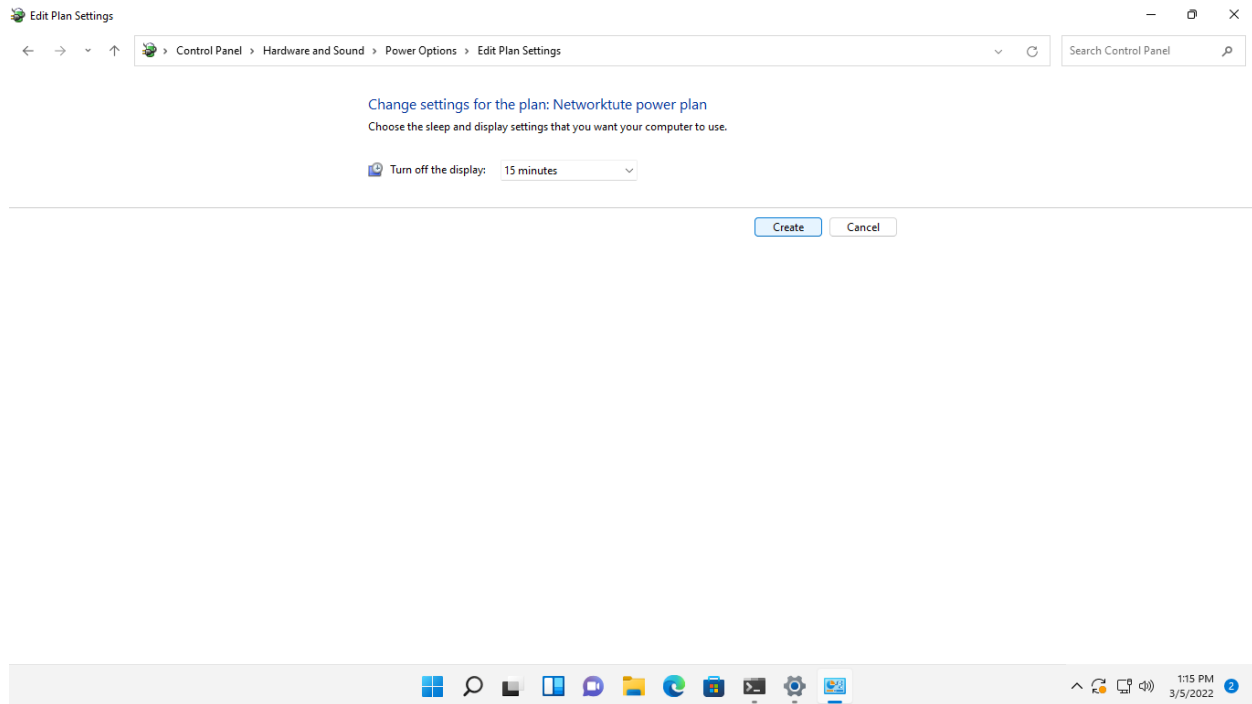 Edit Plan Settings
Control Panel > Hardware and Sound > Power Options > Edit Plan Settings
Search Control Panel
Change settings for the plan: Networktute power plan
Choose the sleep and display settings that you want your computer to use.
Turn off the display: 15 minutes
Create Cancel
1:15 PM
3/5/2022
2